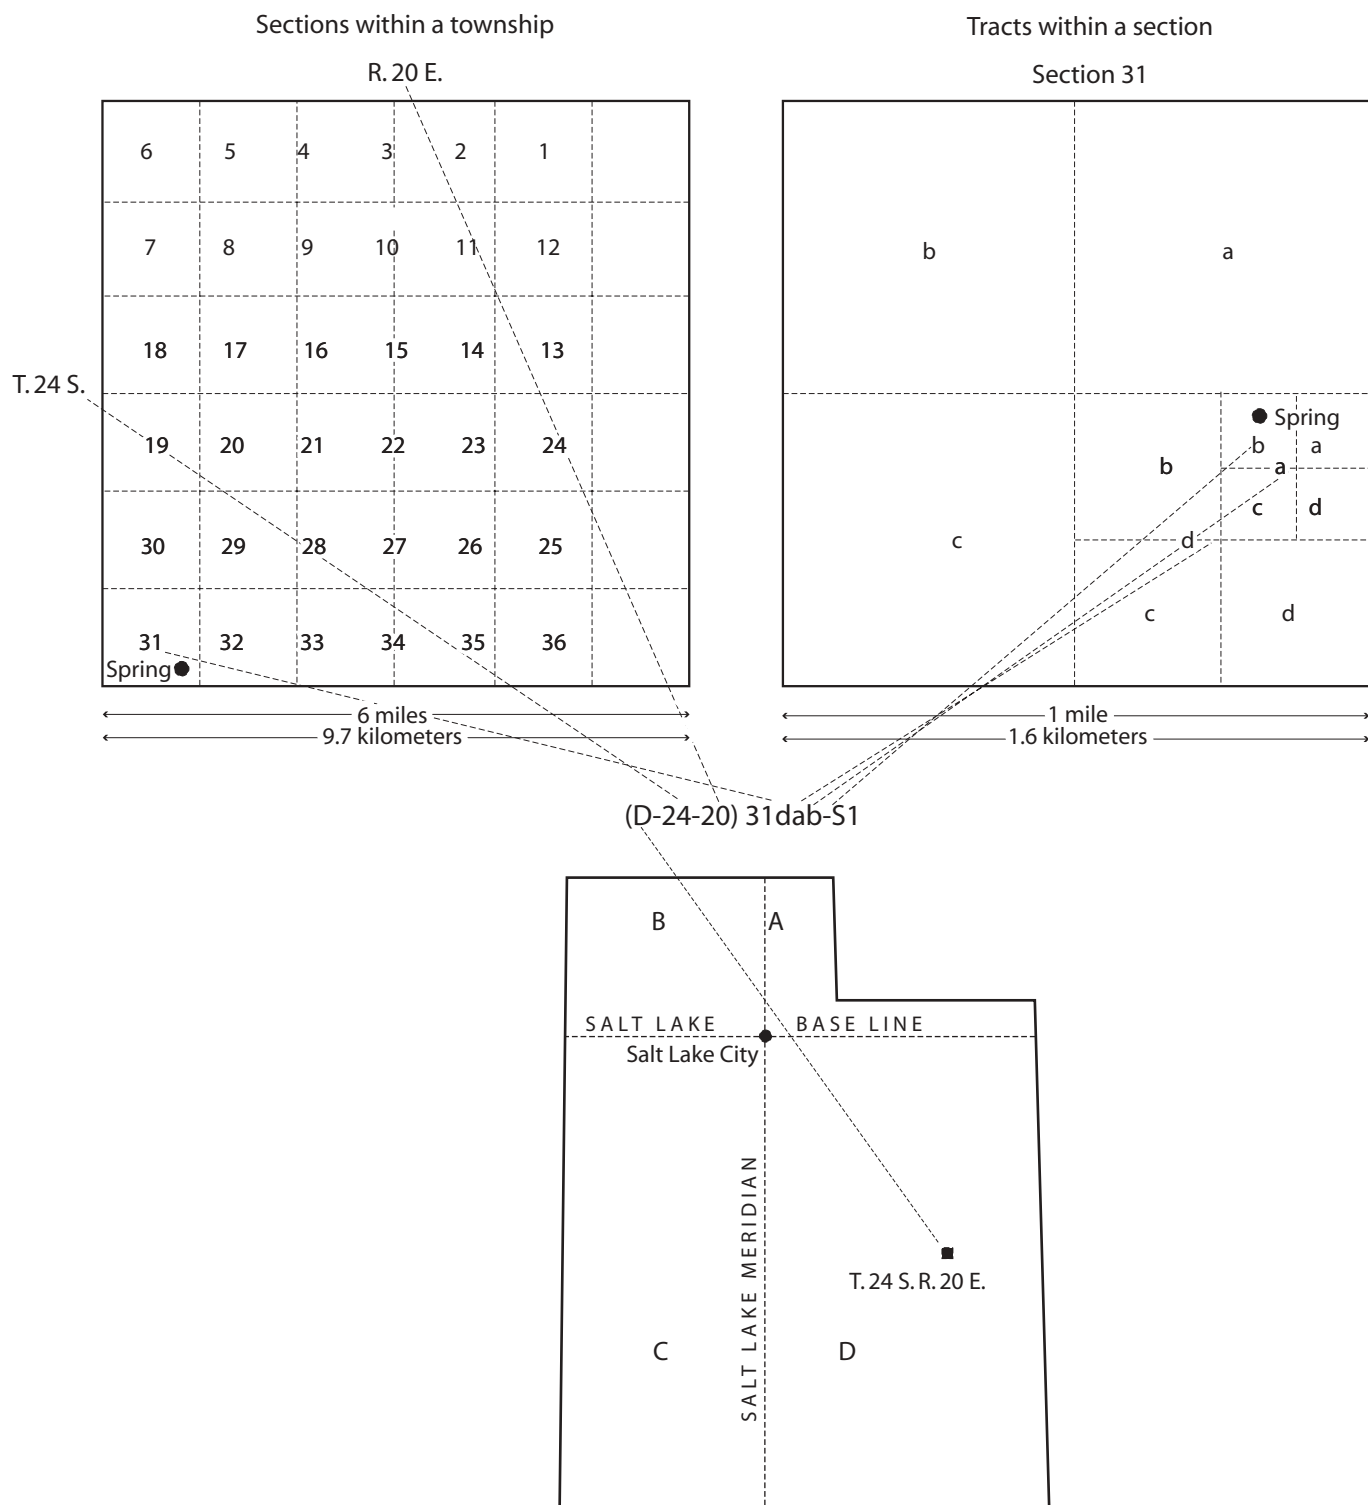 Sections within a township
Tracts within a section
R. 20 E.
Section 31
6 5 4 3 2 1
7 8 9 10 11 12
18 17 16 15 14 13
T. 24 S.
19 20 21 22 23 24
30 29 28 27 26 25
31 32 33 34 35 36
Spring
6 miles
9.7 kilometers
b a
Spring
b a
b a
c d
c d
c d
1 mile
1.6 kilometers
(D-24-20) 31dab-S1
B A
SALT LAKE BASE LINE
Salt Lake City
SALT LAKE MERIDIAN
T. 24 S. R. 20 E.
C D